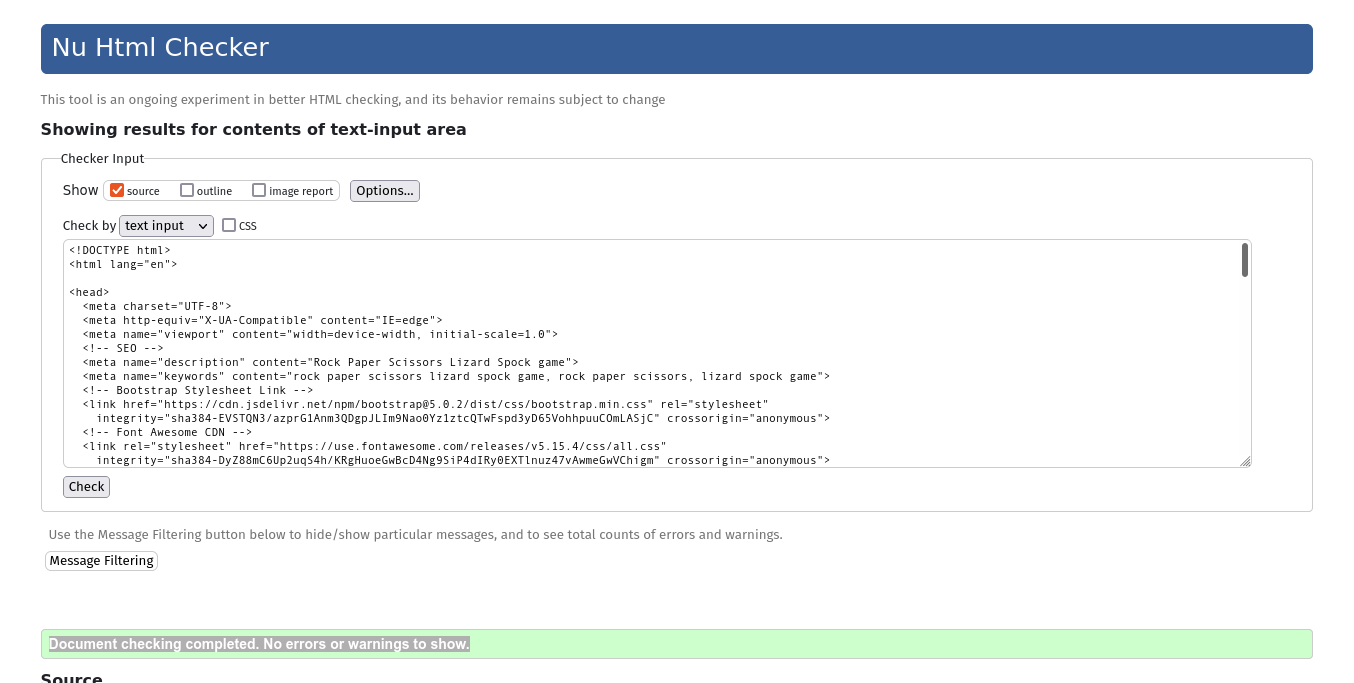 Nu Html Checker
This tool is an ongoing experiment in better HTML checking, and its behavior remains subject to change
Showing results for contents of text-input area
Checker Input
Show source outline image report Options...
Check by text input CSS
<!DOCTYPE html>
<html lang="en">
<head>
<meta charset="UTF-8">
<meta http-equiv="X-UA-Compatible" content="IE=edge">
<meta name="viewport" content="width=device-width, initial-scale=1.0">
<!-- SEO -->
<meta name="description" content="Rock Paper Scissors Lizard Spock game">
<meta name="keywords" content="rock paper scissors lizard spock game, rock paper scissors, lizard spock game">
<!-- Bootstrap Stylesheet Link -->
<link href="https://cdn.jsdelivr.net/npm/bootstrap@5.0.2/dist/css/bootstrap.min.css" rel="stylesheet"
integrity="sha384-EVSTQN3/azprG1Anm3QDgpJLIm9Nao0Yz1ztcQTwFspd3yD65VohhpuuCOmLASjC" crossorigin="anonymous">
<!-- Font Awesome CDN -->
<link rel="stylesheet" href="https://use.fontawesome.com/releases/v5.15.4/css/all.css"
integrity="sha384-DyZ88mC6Up2uqS4h/KRgHuoeGwBcD4Ng9SiP4dIRy0EXTlnuz47vAwmeGwVChigm" crossorigin="anonymous">
Check
Use the Message Filtering button below to hide/show particular messages, and to see total counts of errors and warnings.
Message Filtering
Document checking completed. No errors or warnings to show.
Source